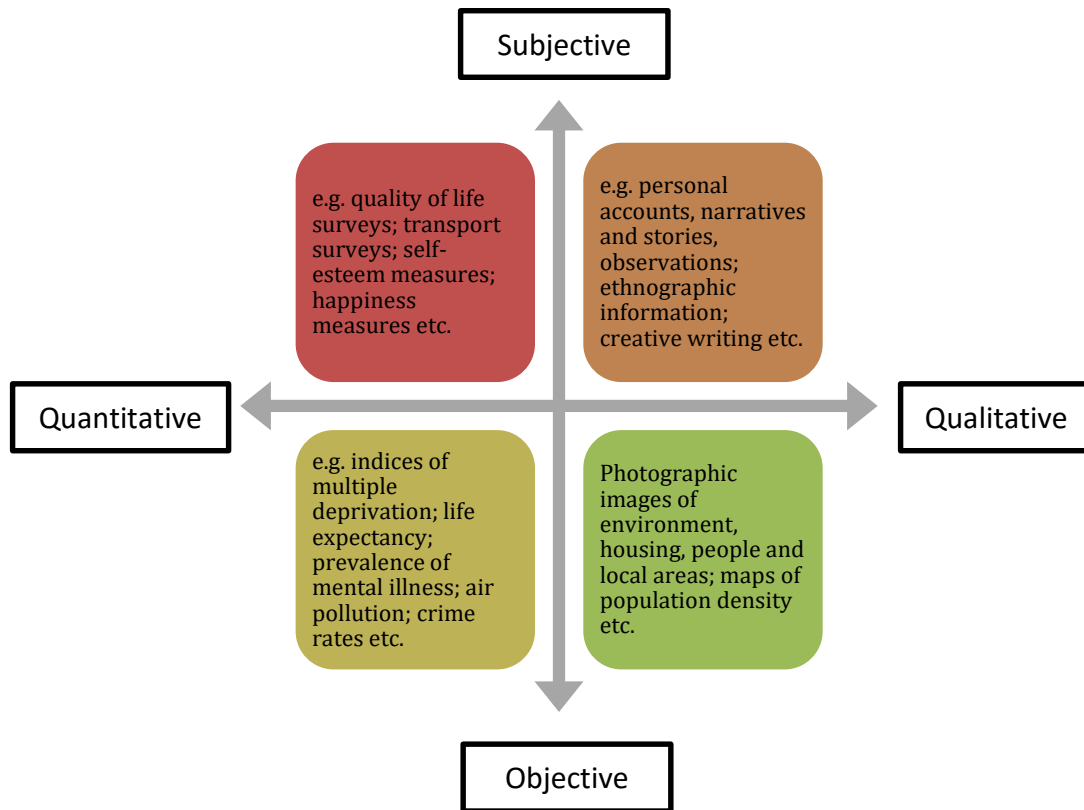 Subjective
e.g. quality of life
surveys; transport
surveys; self-
esteem measures;
happiness
measures etc.
e.g. personal
accounts, narratives
and stories,
observations;
ethnographic
information;
creative writing etc.
Quantitative
Qualitative
e.g. indices of
multiple
deprivation; life
expectancy;
prevalence of
mental illness; air
pollution; crime
rates etc.
Photographic
images of
environment,
housing, people and
local areas; maps of
population density
etc.
Objective